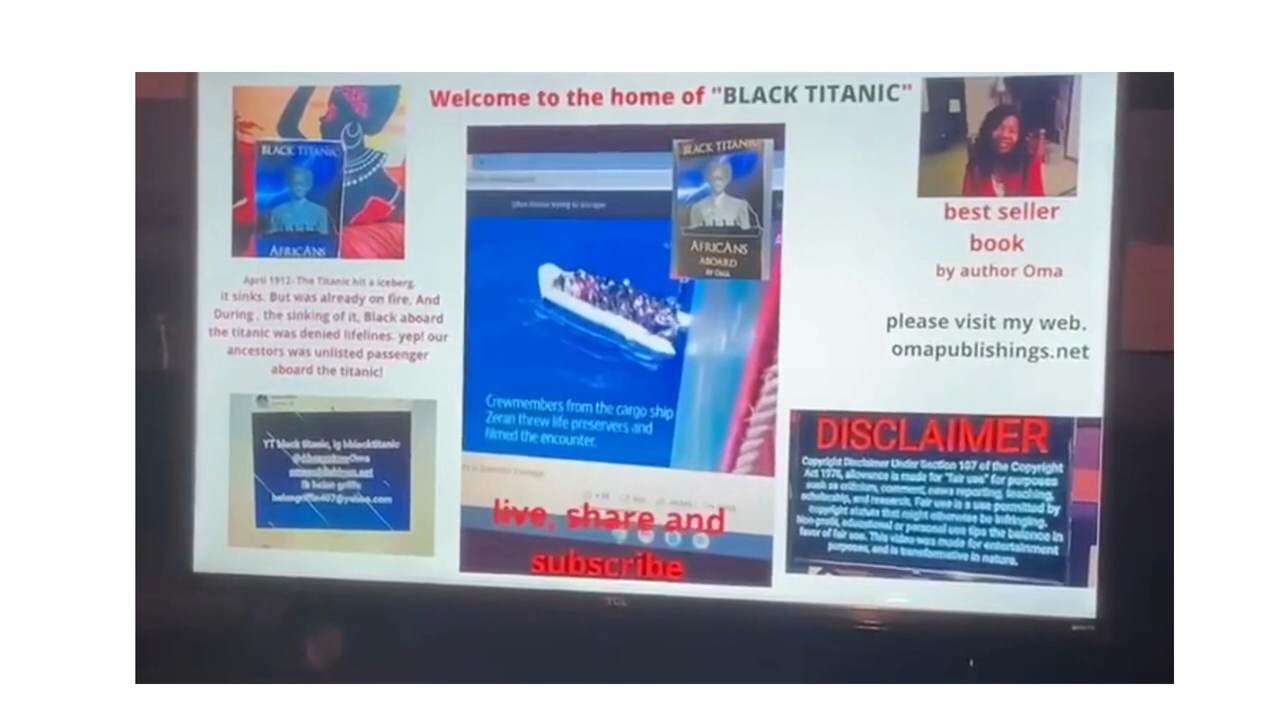 Welcome to the home of "BLACK TITANIC"
BLACK TITANIC
AFRICANS
April 1912- The Titanic hit a iceberg.
it sinks. But was already on fire, And
During , the sinking of it, Black aboard
the titanic was denied lifelines. yep! our
ancestors was unlisted passenger
aboard the titanic!
YT black titanic, ig bblacktitanic
omapublishings.net
belongriffin407@yahoo.com
BLACK TITANIC
AFRICANS
ABOARD
BY OMA
Crewmembers from the cargo ship
Zeran threw life preservers and
filmed the encounter.
live, share and
subscribe
best seller
book
by author Oma
please visit my web.
omapublishings.net
DISCLAIMER
Copyright Disclaimer Under Section 107 of the Copyright
Act 1976, allowance is made for "fair use" for purposes
such as criticism, comment, news reporting, teaching,
scholarship, and research. Fair use is a use permitted by
copyright statute that might otherwise be infringing.
Non-profit, educational or personal use tips the balance in
favor of fair use. This video was made for entertainment
purposes, and is transformative in nature.
TCL